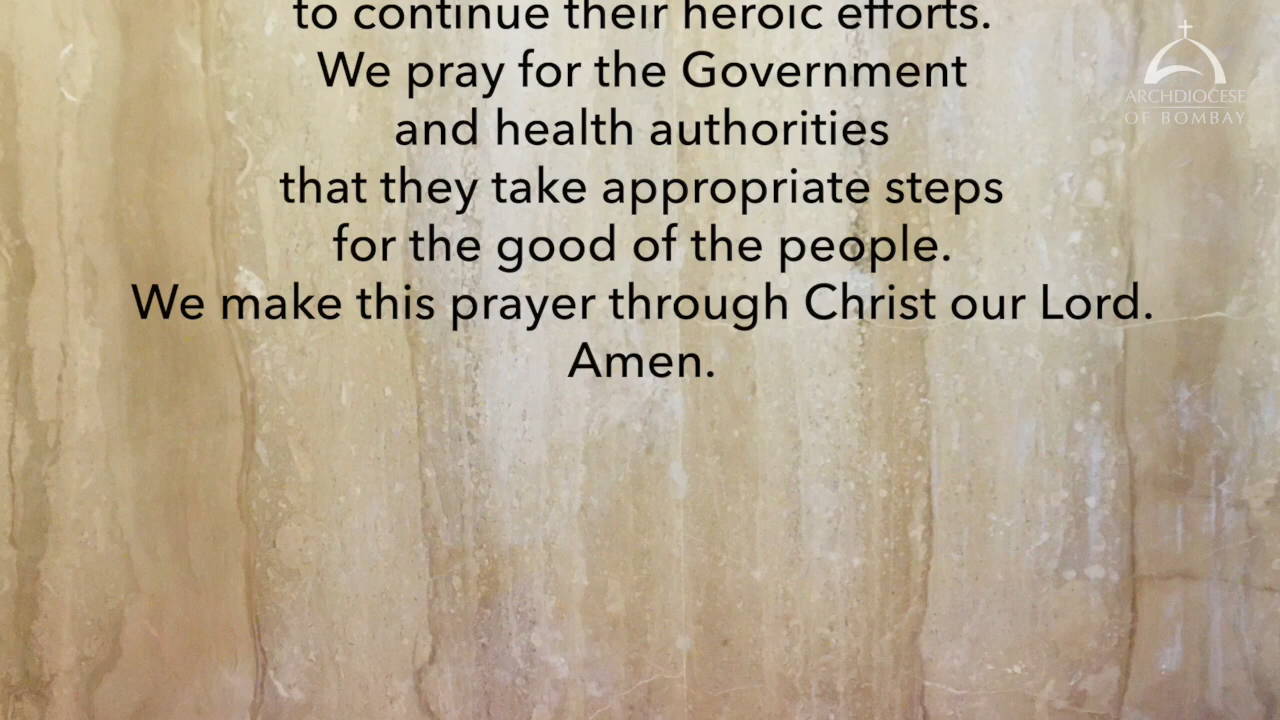 to continue their heroic efforts.
We pray for the Government
and health authorities
that they take appropriate steps
for the good of the people.
We make this prayer through Christ our Lord.
Amen.
ARCHDIOCESE
OF BOMBAY